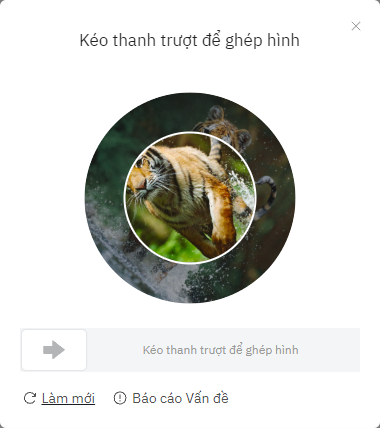 Kéo thanh trượt để ghép hình
Kéo thanh trượt để ghép hình
Làm mới
Báo cáo Vấn đề